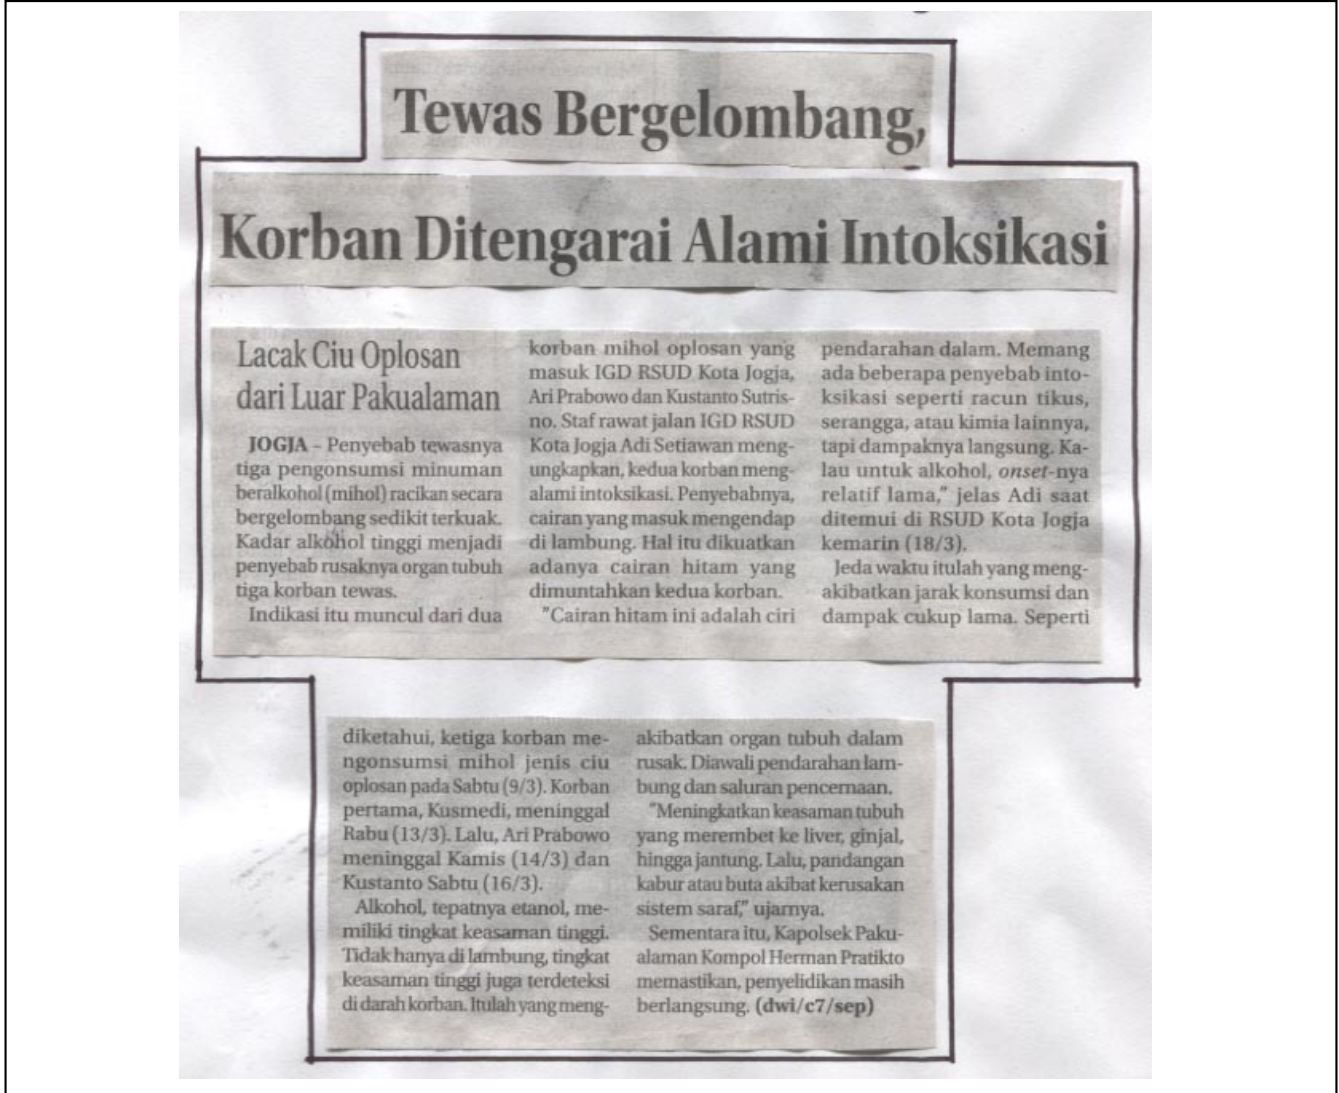 Tewas Bergelombang,
Korban Ditengarai Alami Intoksikasi
Lacak Ciu Oplosan
dari Luar Pakualaman
JOGJA – Penyebab tewasnya
tiga pengonsumsi minuman
beralkohol (mihol) racikan secara
bergelombang sedikit terkuak.
Kadar alkohol tinggi menjadi
penyebab rusaknya organ tubuh
tiga korban tewas.
Indikasi itu muncul dari dua
korban mihol oplosan yang
masuk IGD RSUD Kota Jogja,
Ari Prabowo dan Kustanto Sutris-
no. Staf rawat jalan IGD RSUD
Kota Jogja Adi Setiawan meng-
ungkapkan, kedua korban meng-
alami intoksikasi. Penyebabnya,
cairan yang masuk mengendap
di lambung. Hal itu dikuatkan
adanya cairan hitam yang
dimuntahkan kedua korban.
"Cairan hitam ini adalah ciri
pendarahan dalam. Memang
ada beberapa penyebab into-
ksikasi seperti racun tikus,
serangga, atau kimia lainnya,
tapi dampaknya langsung. Ka-
lau untuk alkohol, onset-nya
relatif lama," jelas Adi saat
ditemui di RSUD Kota Jogja
kemarin (18/3).
Jeda waktu itulah yang meng-
akibatkan jarak konsumsi dan
dampak cukup lama. Seperti
diketahui, ketiga korban me-
ngonsumsi mihol jenis ciu
oplosan pada Sabtu (9/3). Korban
pertama, Kusmedi, meninggal
Rabu (13/3). Lalu, Ari Prabowo
meninggal Kamis (14/3) dan
Kustanto Sabtu (16/3).
Alkohol, tepatnya etanol, me-
miliki tingkat keasaman tinggi.
Tidak hanya di lambung, tingkat
keasaman tinggi juga terdeteksi
di darah korban. Itulah yang meng-
akibatkan organ tubuh dalam
rusak. Diawali pendarahan lam-
bung dan saluran pencernaan.
"Meningkatkan keasaman tubuh
yang merembet ke liver, ginjal,
hingga jantung. Lalu, pandangan
kabur atau buta akibat kerusakan
sistem saraf," ujarnya.
Sementara itu, Kapolsek Paku-
alaman Kompol Herman Pratikto
memastikan, penyelidikan masih
berlangsung. (dwi/c7/sep)